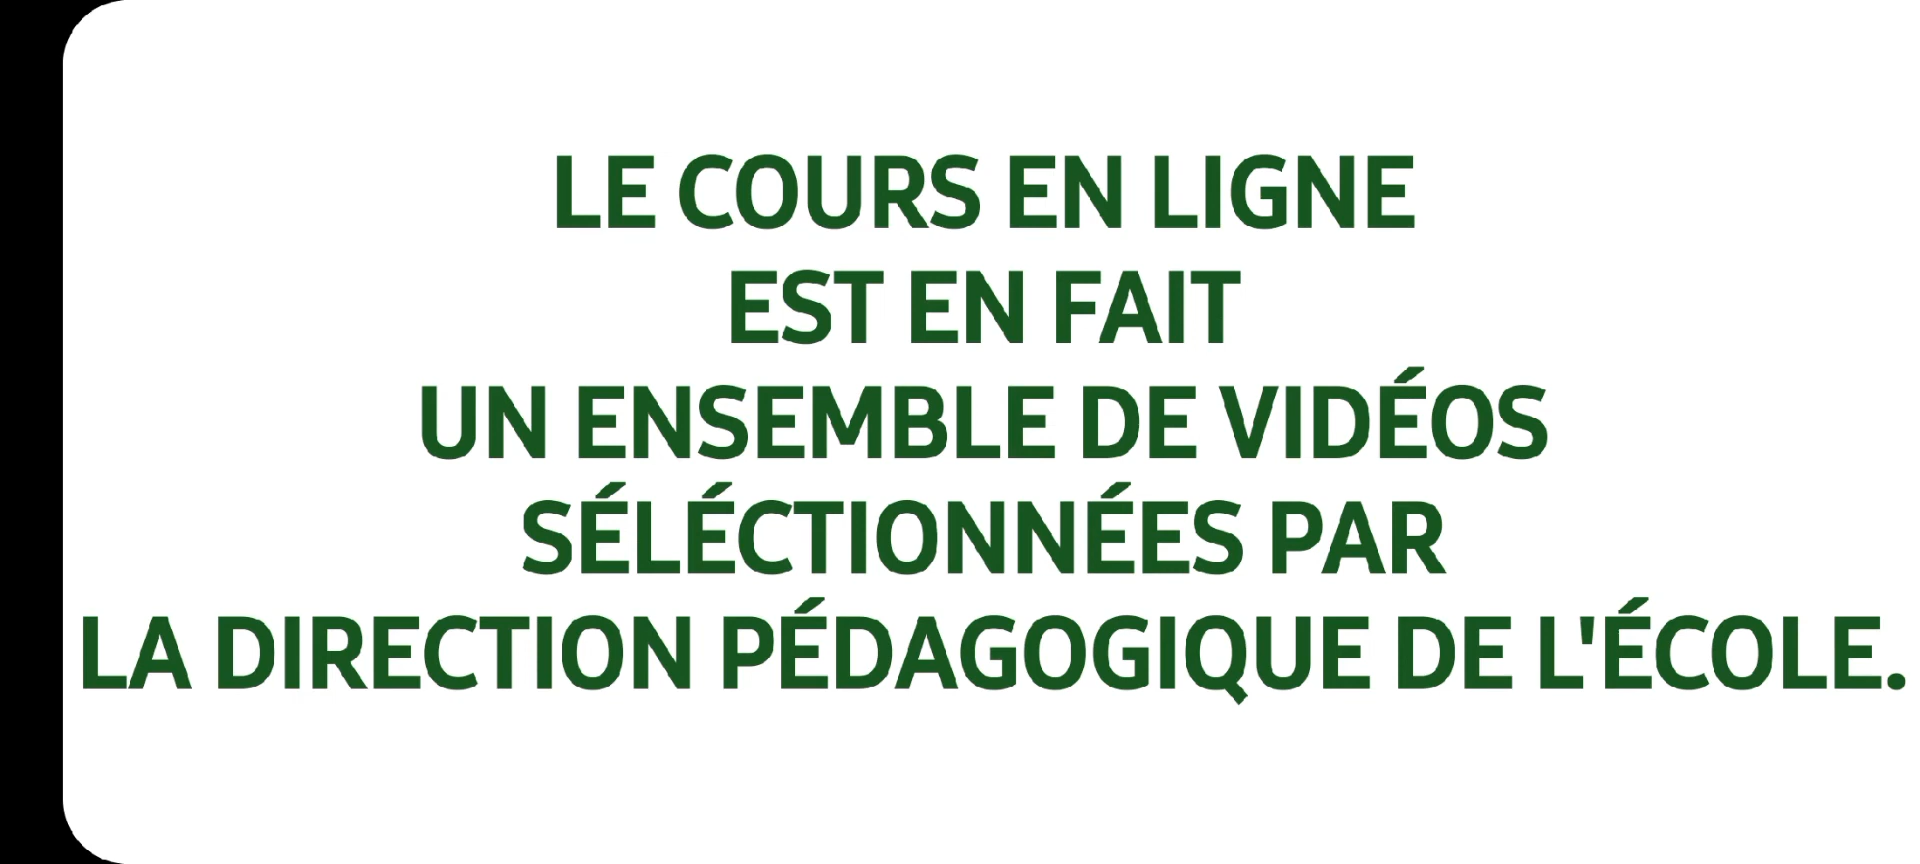 LE COURS EN LIGNE
EST EN FAIT
UN ENSEMBLE DE VIDÉOS
SÉLÉCTIONNÉES PAR
LA DIRECTION PÉDAGOGIQUE DE L'ÉCOLE.